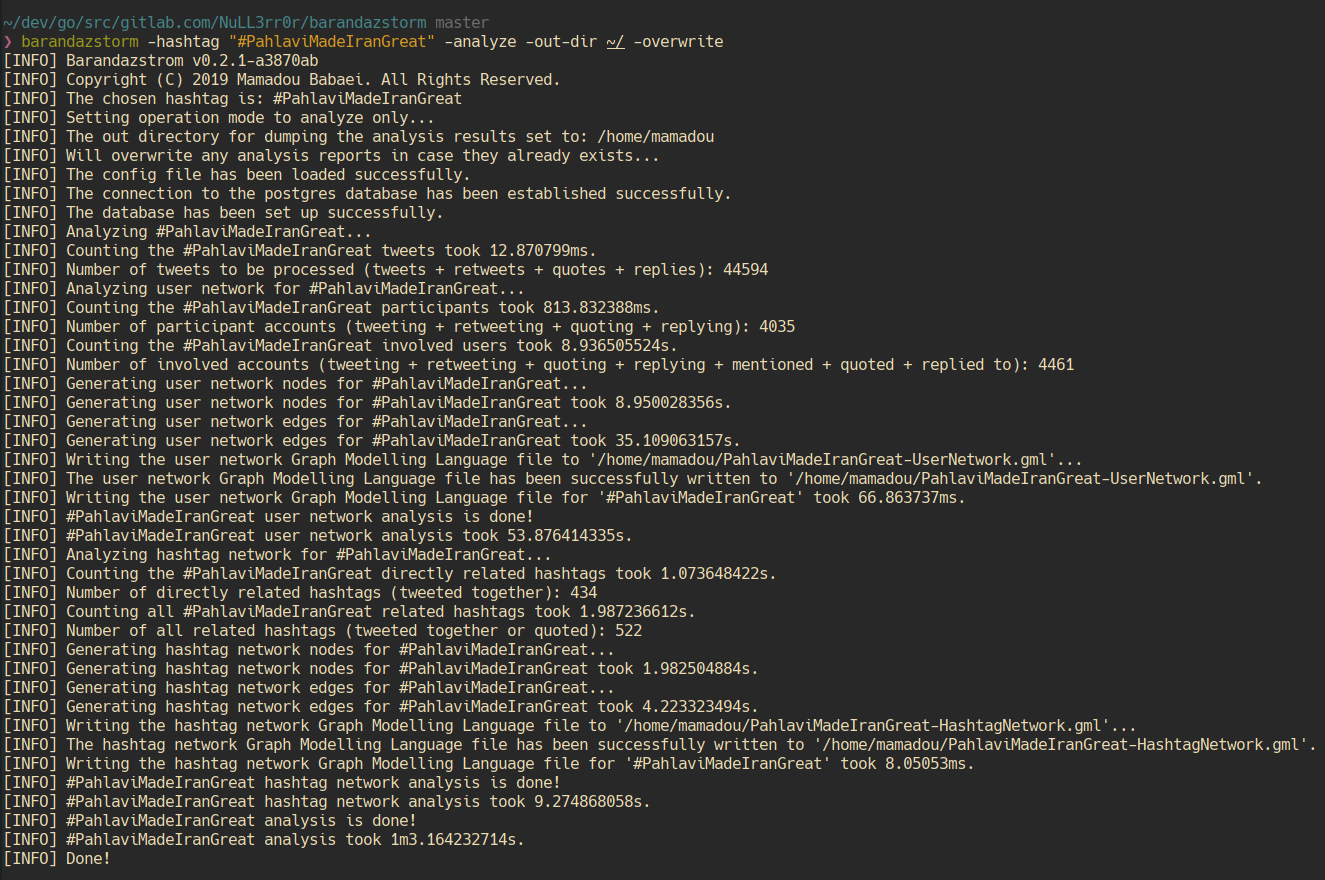 ~/dev/go/src/gitlab.com/NuLL3rr0r/barandazstorm master
❯ barandazstorm -hashtag "#PahlaviMadeIranGreat" -analyze -out-dir ~/ -overwrite
[INFO] Barandazstrom v0.2.1-a3870ab
[INFO] Copyright (C) 2019 Mamadou Babaei. All Rights Reserved.
[INFO] The chosen hashtag is: #PahlaviMadeIranGreat
[INFO] Setting operation mode to analyze only...
[INFO] The out directory for dumping the analysis results set to: /home/mamadou
[INFO] Will overwrite any analysis reports in case they already exists...
[INFO] The config file has been loaded successfully.
[INFO] The connection to the postgres database has been established successfully.
[INFO] The database has been set up successfully.
[INFO] Analyzing #PahlaviMadeIranGreat...
[INFO] Counting the #PahlaviMadeIranGreat tweets took 12.870799ms.
[INFO] Number of tweets to be processed (tweets + retweets + quotes + replies): 44594
[INFO] Analyzing user network for #PahlaviMadeIranGreat...
[INFO] Counting the #PahlaviMadeIranGreat participants took 813.832388ms.
[INFO] Number of participant accounts (tweeting + retweeting + quoting + replying): 4035
[INFO] Counting the #PahlaviMadeIranGreat involved users took 8.936505524s.
[INFO] Number of involved accounts (tweeting + retweeting + quoting + replying + mentioned + quoted + replied to): 4461
[INFO] Generating user network nodes for #PahlaviMadeIranGreat...
[INFO] Generating user network nodes for #PahlaviMadeIranGreat took 8.950028356s.
[INFO] Generating user network edges for #PahlaviMadeIranGreat...
[INFO] Generating user network edges for #PahlaviMadeIranGreat took 35.109063157s.
[INFO] Writing the user network Graph Modelling Language file to '/home/mamadou/PahlaviMadeIranGreat-UserNetwork.gml'...
[INFO] The user network Graph Modelling Language file has been successfully written to '/home/mamadou/PahlaviMadeIranGreat-UserNetwork.gml'.
[INFO] Writing the user network Graph Modelling Language file for '#PahlaviMadeIranGreat' took 66.863737ms.
[INFO] #PahlaviMadeIranGreat user network analysis is done!
[INFO] #PahlaviMadeIranGreat user network analysis took 53.876414335s.
[INFO] Analyzing hashtag network for #PahlaviMadeIranGreat...
[INFO] Counting the #PahlaviMadeIranGreat directly related hashtags took 1.073648422s.
[INFO] Number of directly related hashtags (tweeted together): 434
[INFO] Counting all #PahlaviMadeIranGreat related hashtags took 1.987236612s.
[INFO] Number of all related hashtags (tweeted together or quoted): 522
[INFO] Generating hashtag network nodes for #PahlaviMadeIranGreat...
[INFO] Generating hashtag network nodes for #PahlaviMadeIranGreat took 1.982504884s.
[INFO] Generating hashtag network edges for #PahlaviMadeIranGreat...
[INFO] Generating hashtag network edges for #PahlaviMadeIranGreat took 4.223323494s.
[INFO] Writing the hashtag network Graph Modelling Language file to '/home/mamadou/PahlaviMadeIranGreat-HashtagNetwork.gml'...
[INFO] The hashtag network Graph Modelling Language file has been successfully written to '/home/mamadou/PahlaviMadeIranGreat-HashtagNetwork.gml'.
[INFO] Writing the hashtag network Graph Modelling Language file for '#PahlaviMadeIranGreat' took 8.05053ms.
[INFO] #PahlaviMadeIranGreat hashtag network analysis is done!
[INFO] #PahlaviMadeIranGreat hashtag network analysis took 9.274868058s.
[INFO] #PahlaviMadeIranGreat analysis is done!
[INFO] #PahlaviMadeIranGreat analysis took 1m3.164232714s.
[INFO] Done!